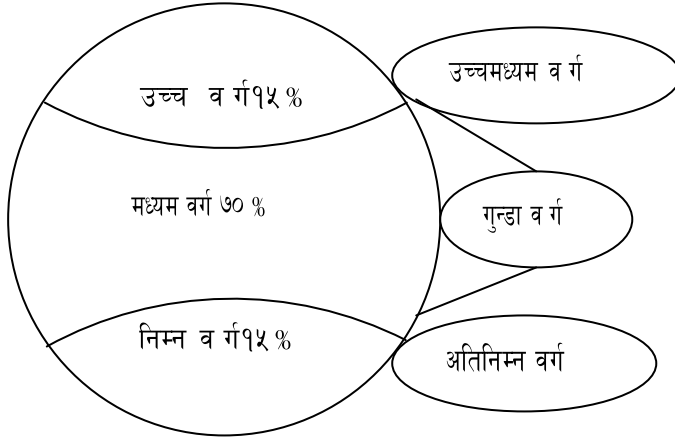 उच्च व र्ग१५ %
उच्चमध्यम व र्ग
मध्यम वर्ग ७० %
गुन्डा व र्ग
निम्न व र्ग१५ %
अतिनिम्न वर्ग